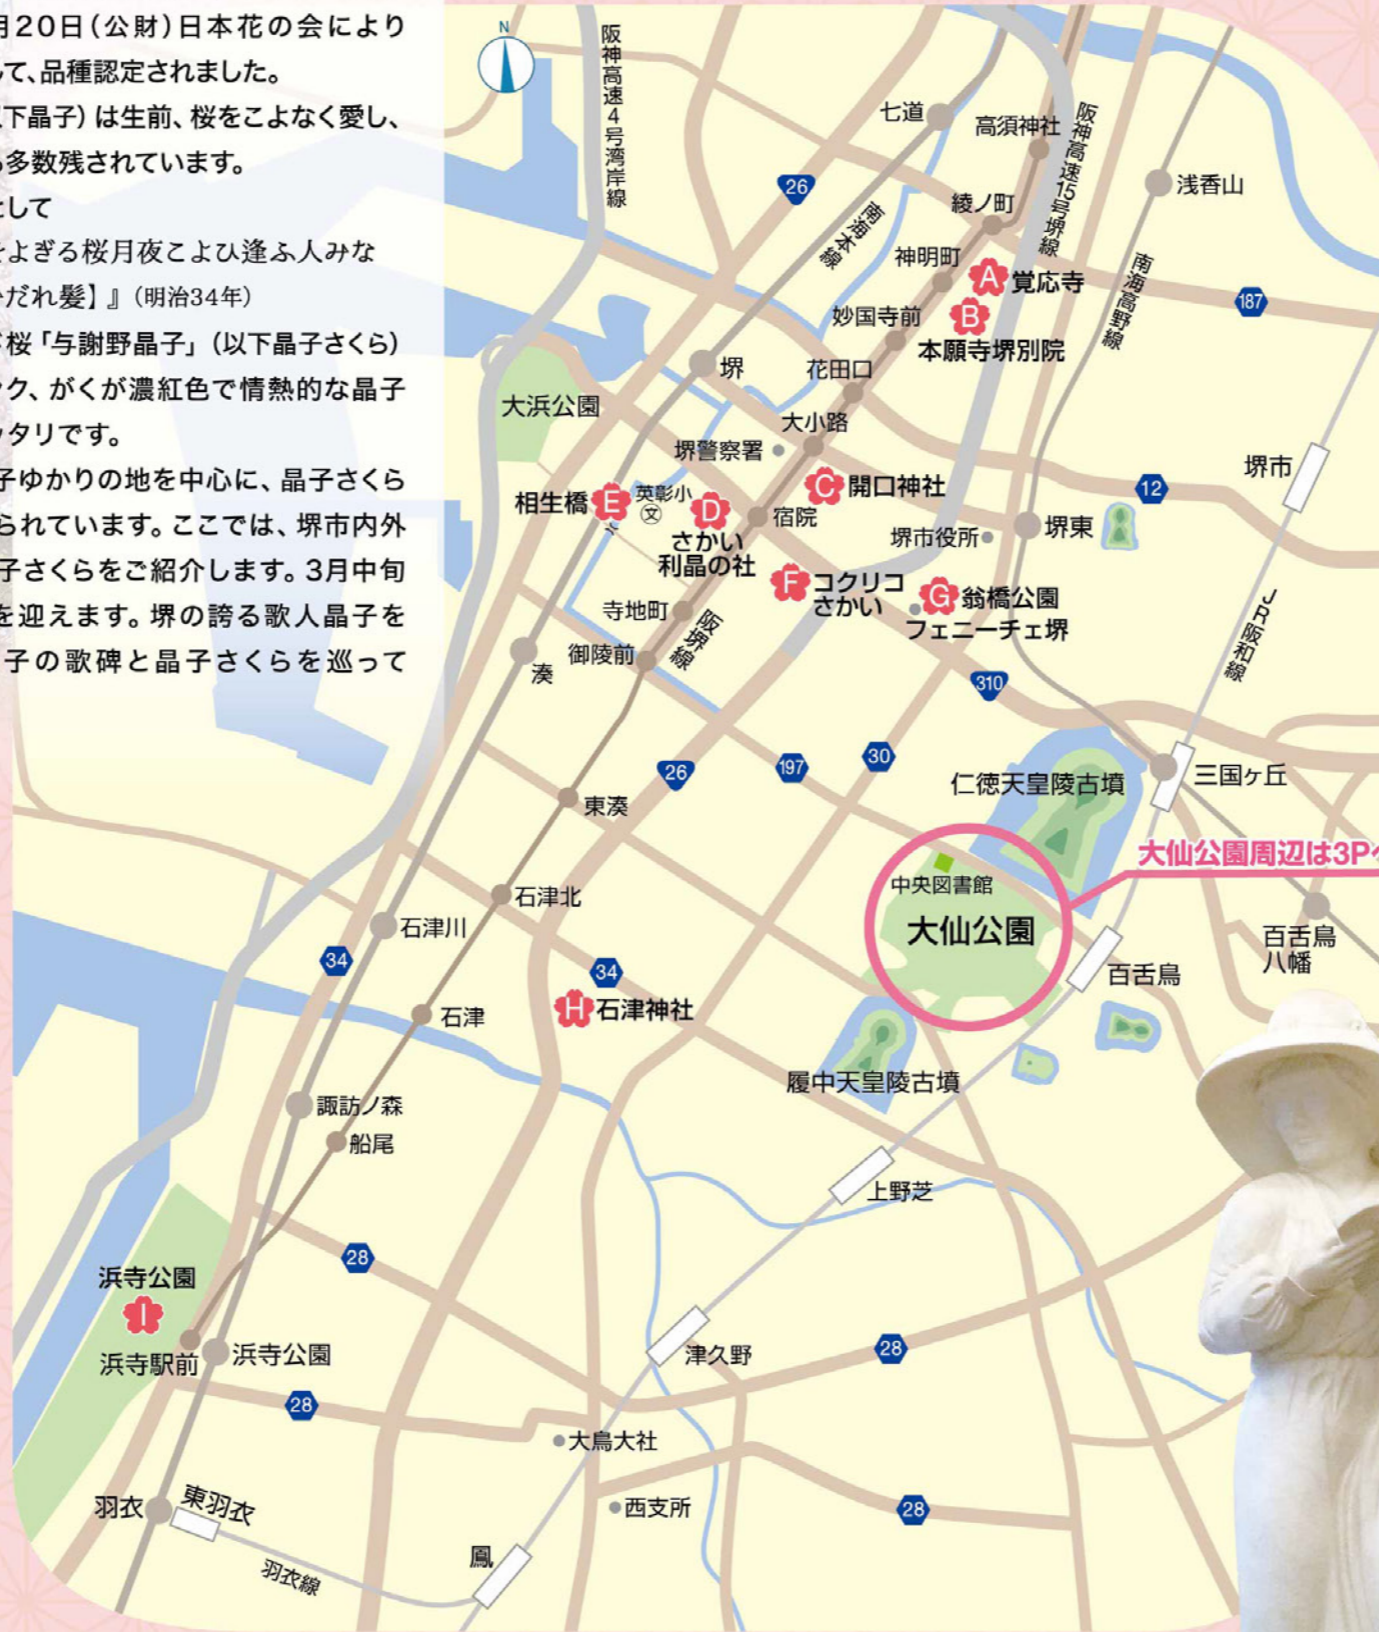 月20日(公財)日本花の会により
して、品種認定されました。
以下晶子)は生前、桜をこよなく愛し、
も多数残されています。
として
をよぎる桜月夜こよひ逢ふ人みな
みだれ髪】』(明治34年)
桜「与謝野晶子」(以下晶子さくら)
ンク、がくが濃紅色で情熱的な晶子
ッタリです。
子ゆかりの地を中心に、晶子さくら
られています。ここでは、堺市内外
子さくらをご紹介します。3月中旬
を迎えます。堺の誇る歌人晶子を
子の歌碑と晶子さくらを巡って
N
阪神高速4号湾岸線
七道
高須神社
阪神高速15号堺線
浅香山
26
綾ノ町
南海本線
神明町
A 覚応寺
南海高野線
187
妙国寺前
B
本願寺堺別院
堺
花田口
大浜公園
大小路
堺警察署
堺市
相生橋 E
英彰小
文
D
さかい
利晶の杜
C 開口神社
宿院
12
堺市役所
堺東
F コクリコ
さかい
G 翁橋公園
フェニーチェ堺
寺地町
阪堺線
JR阪和線
湊
御陵前
310
26
197
30
仁徳天皇陵古墳
三国ヶ丘
東湊
大仙公園周辺は3Pへ
中央図書館
石津北
大仙公園
石津川
百舌鳥
八幡
34
34
百舌鳥
H 石津神社
石津
履中天皇陵古墳
諏訪ノ森
船尾
上野芝
28
浜寺公園
I
浜寺駅前
浜寺公園
津久野
28
28
大鳥大社
羽衣
東羽衣
西支所
28
鳳
羽衣線